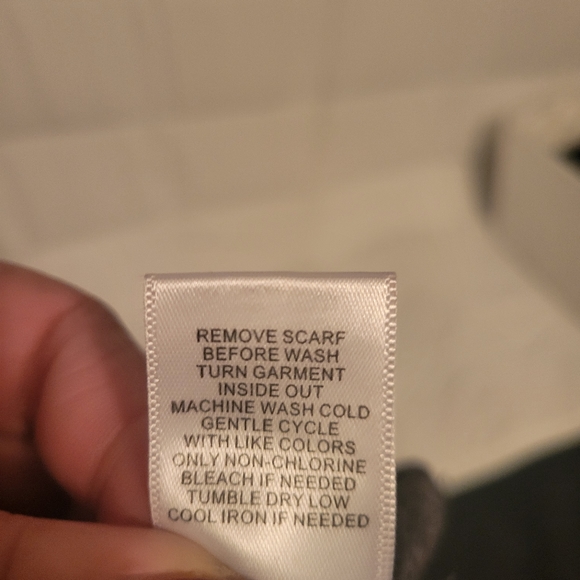 REMOVE SCARF
BEFORE WASH
TURN GARMENT
INSIDE OUT
MACHINE WASH COLD
GENTLE CYCLE
WITH LIKE COLORS
ONLY NON-CHLORINE
BLEACH IF NEEDED
TUMBLE DRY LOW
COOL IRON IF NEEDED